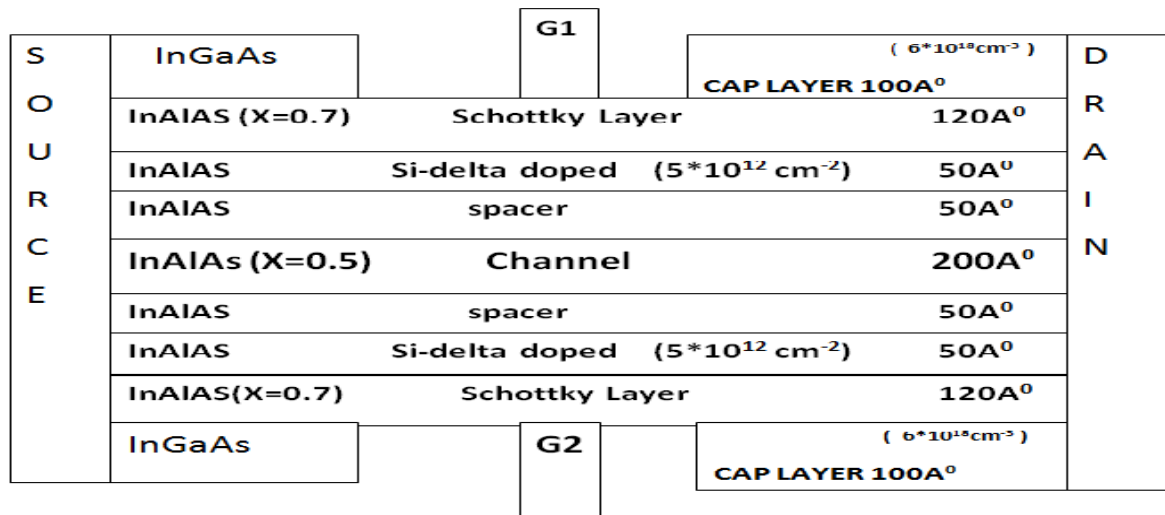 G1
SOURCE
InGaAs
( 6*10¹⁸cm⁻³)
CAP LAYER 100A⁰
DRAIN
InAlAS (X=0.7) Schottky Layer 120A⁰
InAlAS Si-delta doped (5*10¹² cm⁻²) 50A⁰
InAlAS spacer 50A⁰
InAlAs (X=0.5) Channel 200A⁰
InAlAS spacer 50A⁰
InAlAS Si-delta doped (5*10¹² cm⁻²) 50A⁰
InAlAS(X=0.7) Schottky Layer 120A⁰
InGaAs
G2
( 6*10¹⁸cm⁻³)
CAP LAYER 100A⁰